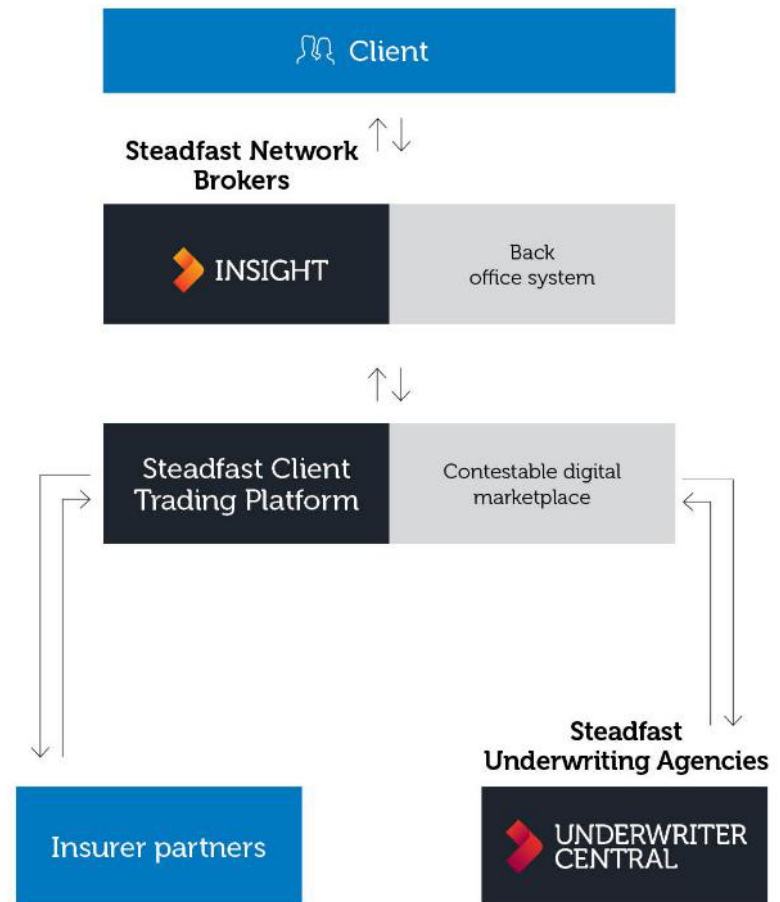 Client
Steadfast Network
Brokers
INSIGHT
Back
office system
Steadfast Client
Trading Platform
Contestable digital
marketplace
Steadfast
Underwriting Agencies
Insurer partners
UNDERWRITER
CENTRAL